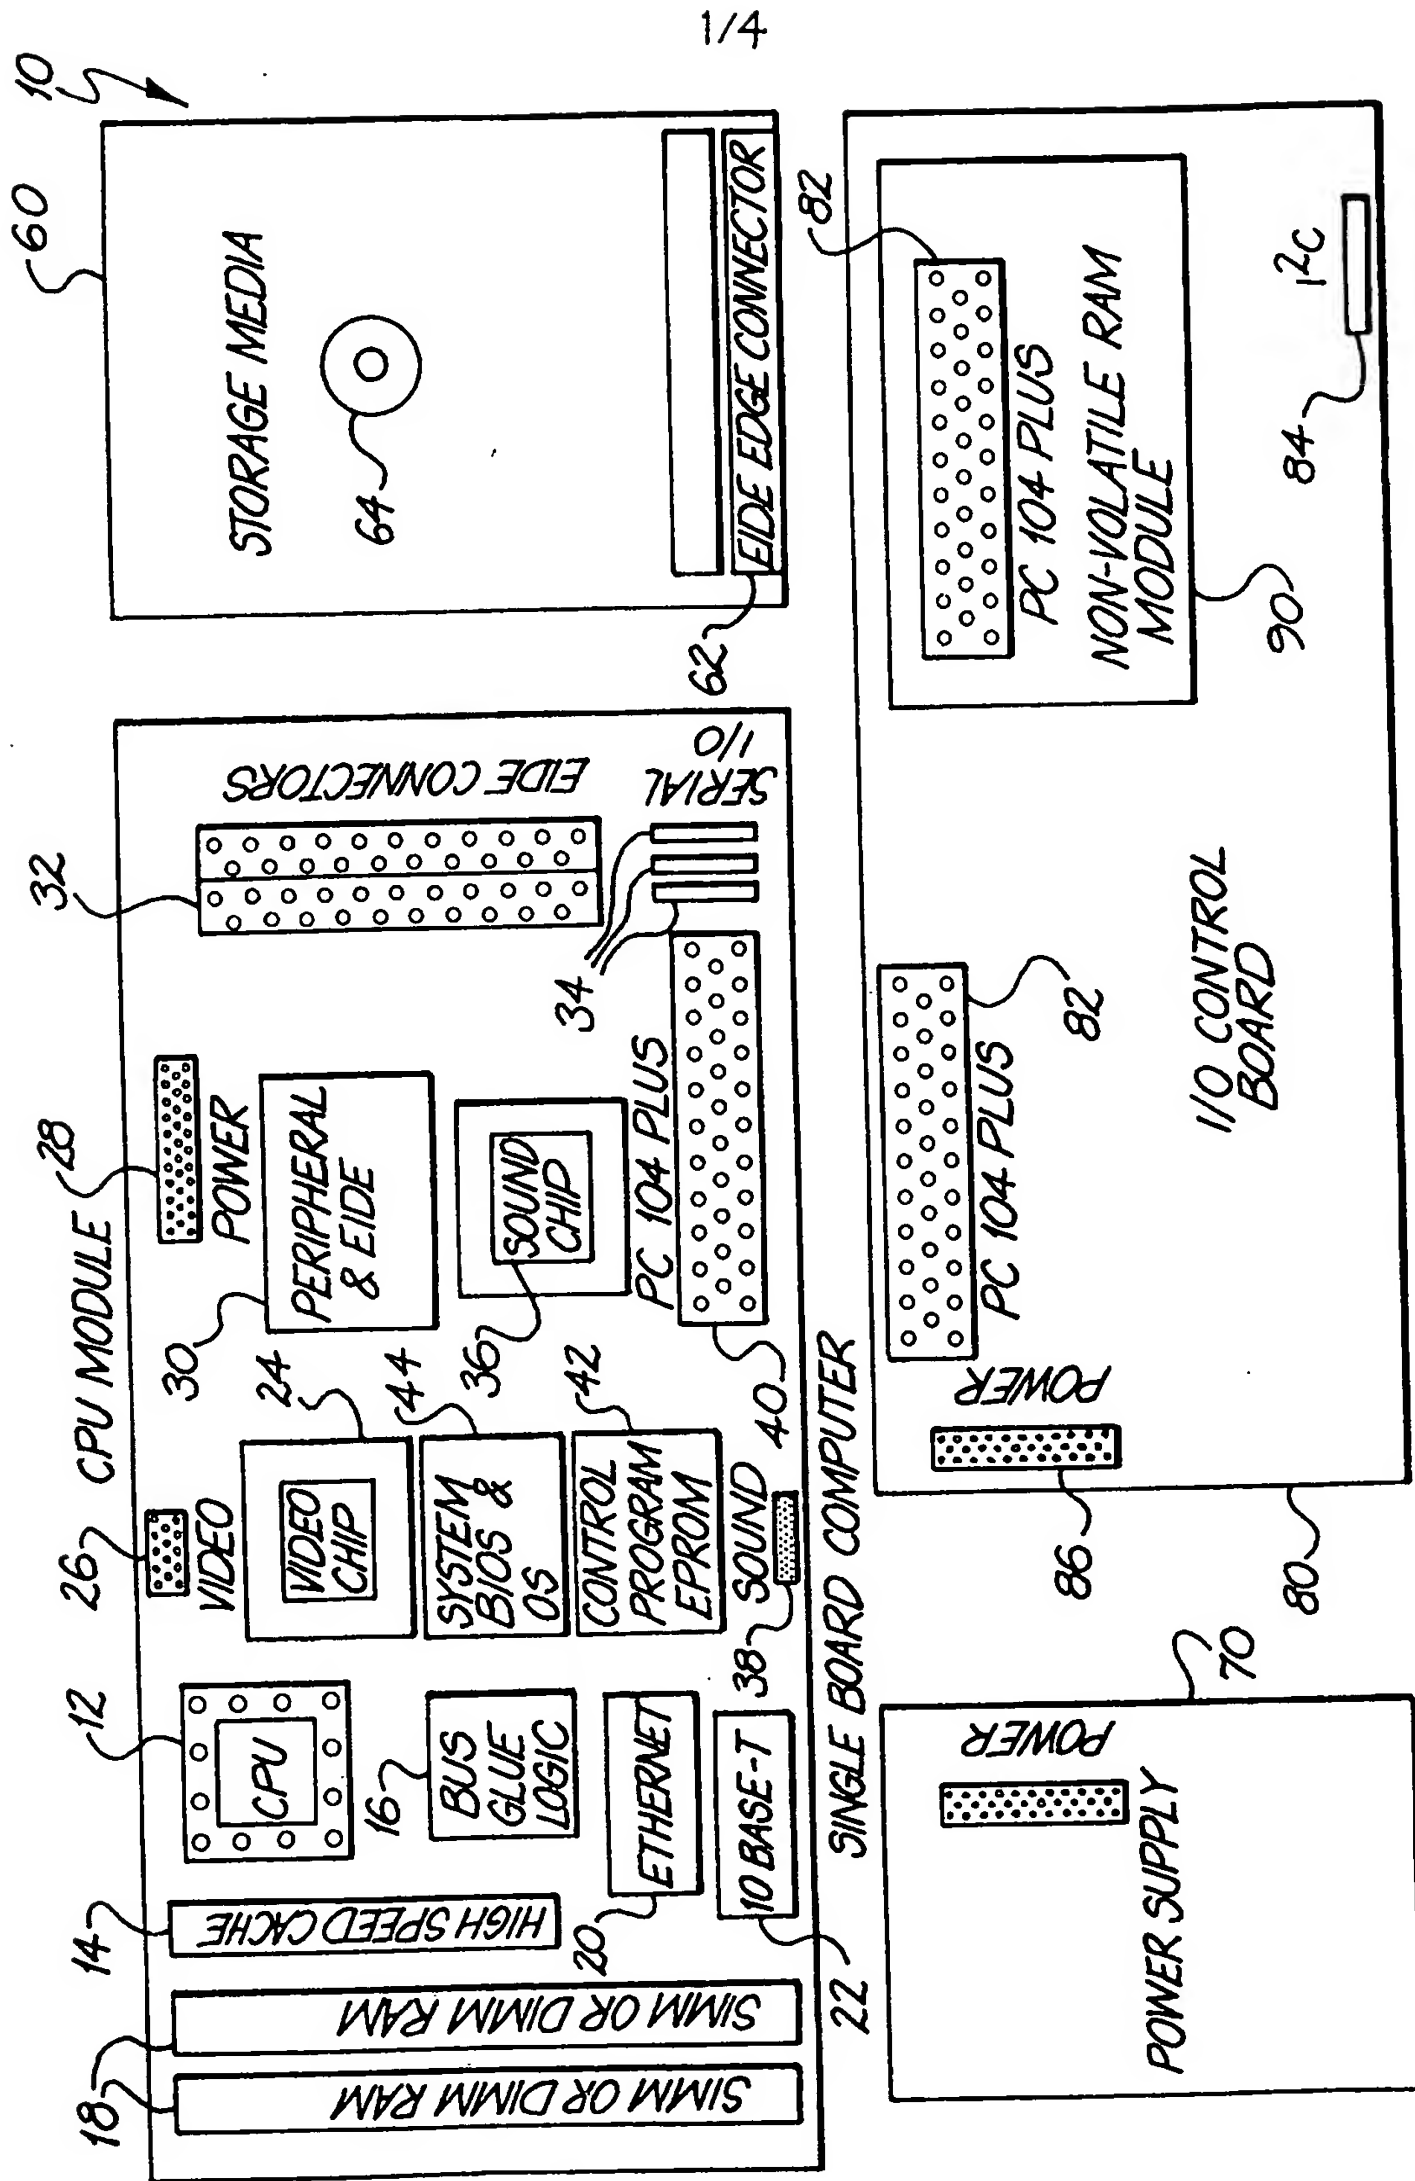 1/4
10
CPU MODULE
26
28
32
60
12
14
18
VIDEO
POWER
EIDE CONNECTORS
STORAGE MEDIA
64
CPU
HIGH SPEED CACHE
SIMM OR DIMM RAM
SIMM OR DIMM RAM
24
VIDEO
CHIP
30
PERIPHERAL
& EIDE
16
BUS
GLUE
LOGIC
44
SYSTEM
BIOS &
OS
36
SOUND
CHIP
34
SERIAL
I/O
62
EIDE EDGE CONNECTOR
20
ETHERNET
42
CONTROL
PROGRAM
EPROM
PC 104 PLUS
40
10 BASE-T
38
SOUND
22
SINGLE BOARD COMPUTER
82
POWER
POWER
PC 104 PLUS
82
PC 104 PLUS
NON-VOLATILE RAM
MODULE
POWER SUPPLY
70
86
80
I/O CONTROL
BOARD
90
84
I2C